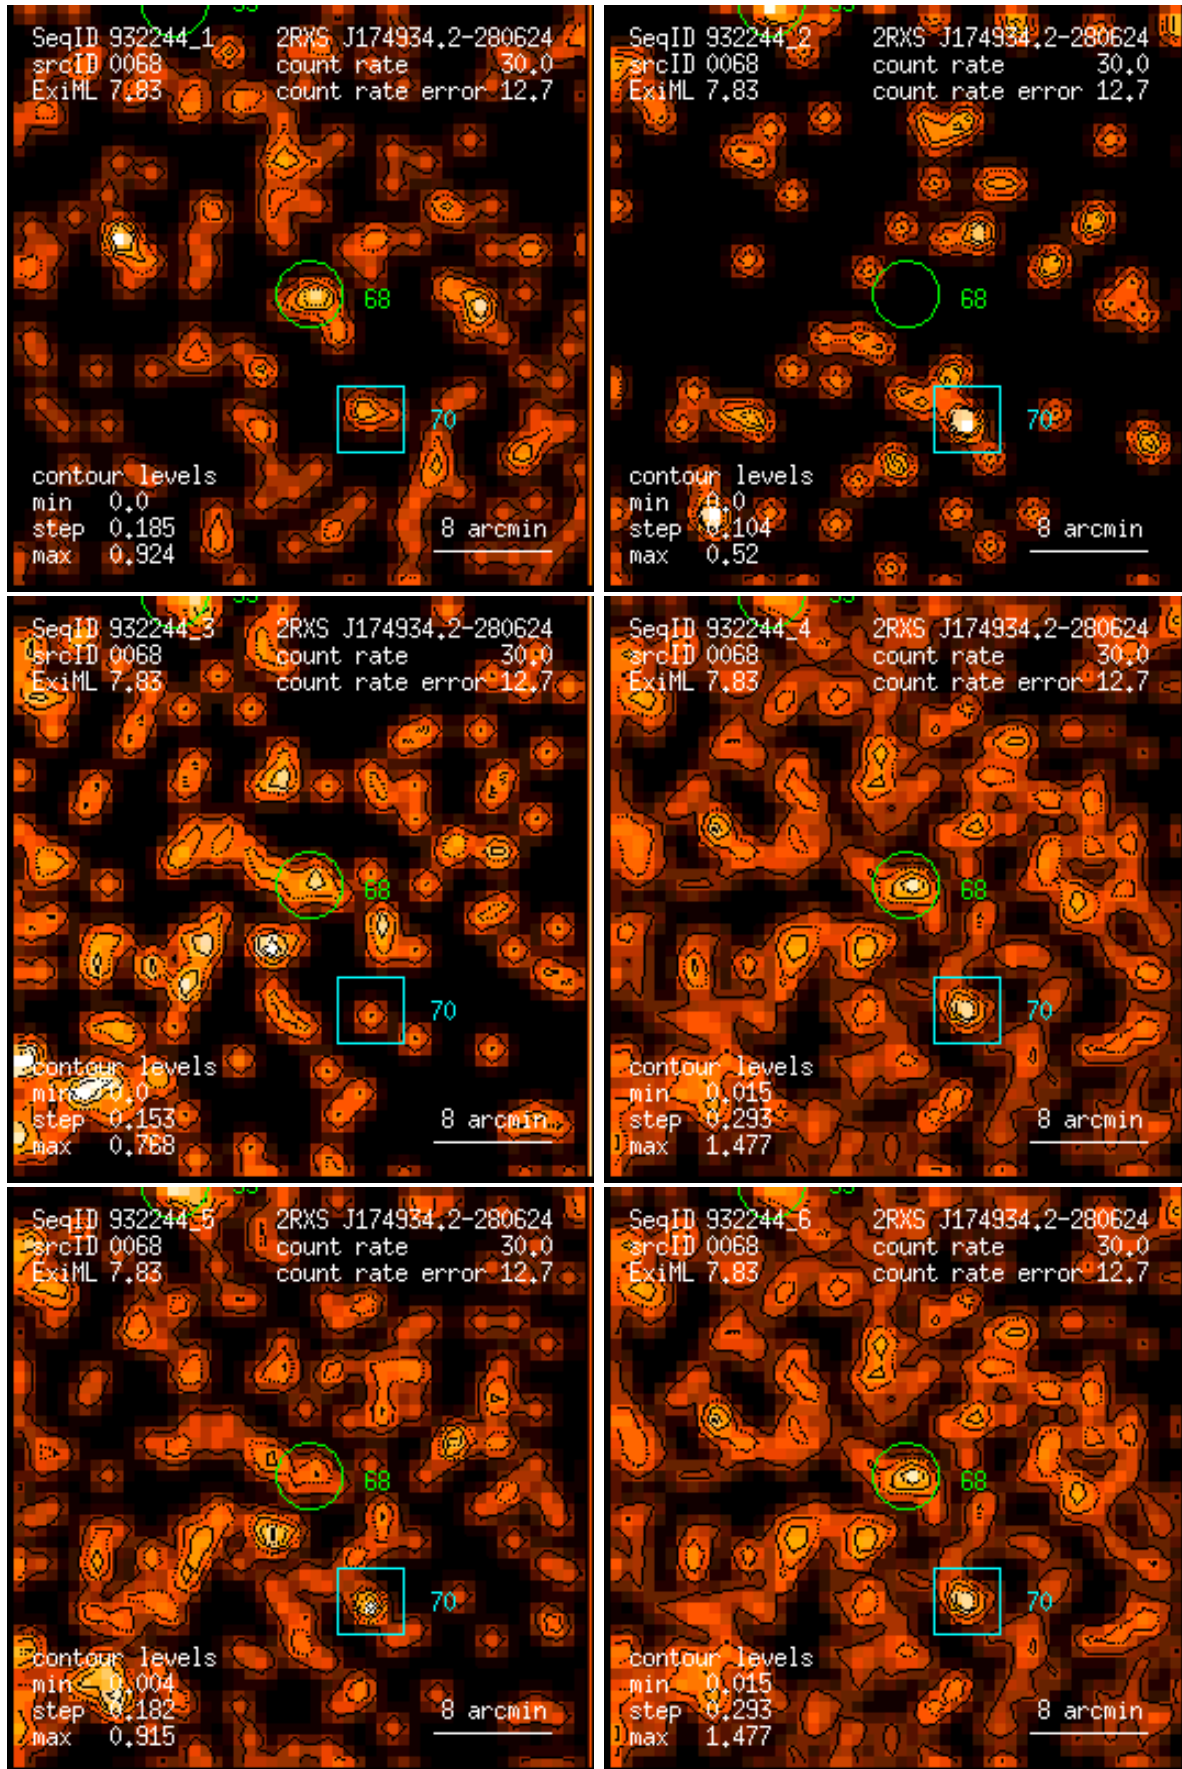 SeqID 932244_1 2RXS J174934.2-280624
srcID 0068 count rate 30.0
ExiML 7.83 count rate error 12.7
68
70
contour levels
min 0.0
step 0.185
max 0.924
8 arcmin
SeqID 932244_2 2RXS J174934.2-280624
srcID 0068 count rate 30.0
ExiML 7.83 count rate error 12.7
68
70
contour levels
min 0.0
step 0.104
max 0.52
8 arcmin
SeqID 932244_3 2RXS J174934.2-280624
srcID 0068 count rate 30.0
ExiML 7.83 count rate error 12.7
68
70
contour levels
min 0.0
step 0.153
max 0.768
8 arcmin
SeqID 932244_4 2RXS J174934.2-280624
srcID 0068 count rate 30.0
ExiML 7.83 count rate error 12.7
68
70
contour levels
min 0.015
step 0.293
max 1.477
8 arcmin
SeqID 932244_5 2RXS J174934.2-280624
srcID 0068 count rate 30.0
ExiML 7.83 count rate error 12.7
68
70
contour levels
min 0.004
step 0.182
max 0.915
8 arcmin
SeqID 932244_6 2RXS J174934.2-280624
srcID 0068 count rate 30.0
ExiML 7.83 count rate error 12.7
68
70
contour levels
min 0.015
step 0.293
max 1.477
8 arcmin